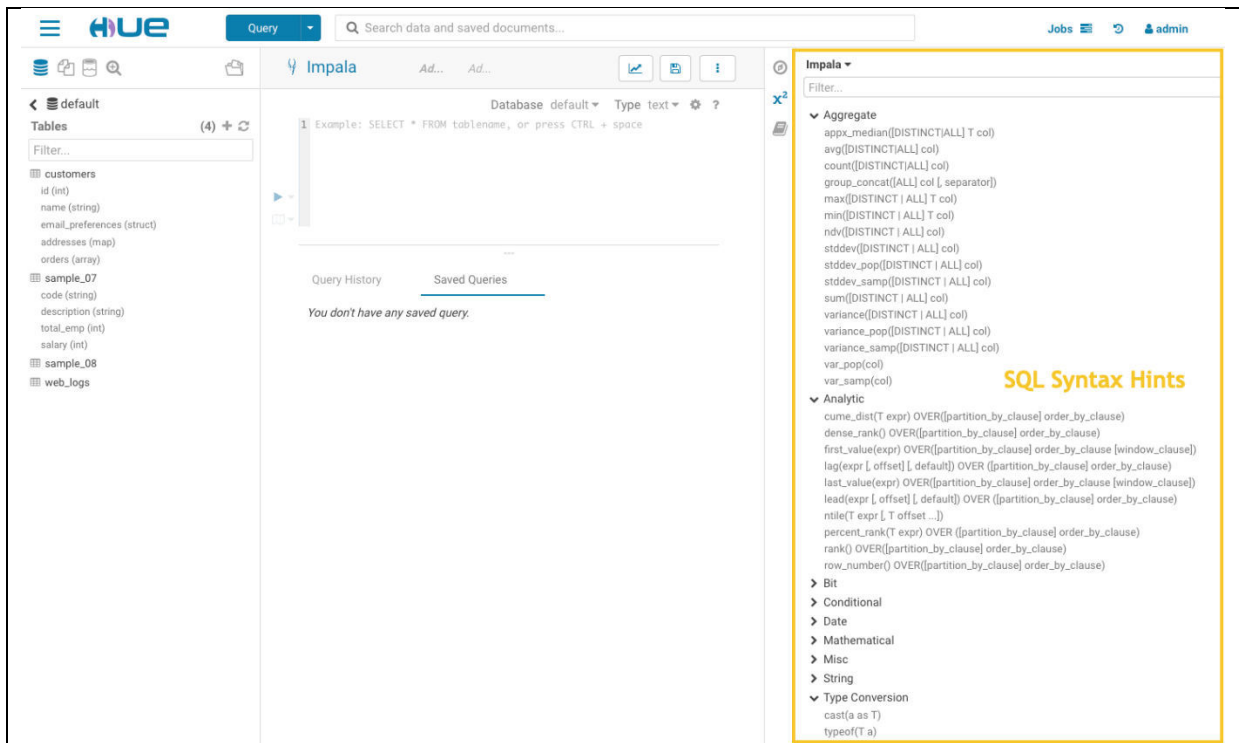 HUE
Query
Search data and saved documents...
Jobs
admin
default
Tables (4)
Filter...
customers
id (int)
name (string)
email_preferences (struct)
addresses (map)
orders (array)
sample_07
code (string)
description (string)
total_emp (int)
salary (int)
sample_08
web_logs
Impala Ad... Ad...
Database default Type text ?
1 Example: SELECT * FROM tablename, or press CTRL + space
Query History Saved Queries
You don't have any saved query.
x²
Impala
Filter...
Aggregate
appx_median([DISTINCT|ALL] T col)
avg([DISTINCT|ALL] col)
count([DISTINCT|ALL] col)
group_concat([ALL] col [, separator])
max([DISTINCT | ALL] T col)
min([DISTINCT | ALL] T col)
ndv([DISTINCT | ALL] col)
stddev([DISTINCT | ALL] col)
stddev_pop([DISTINCT | ALL] col)
stddev_samp([DISTINCT | ALL] col)
sum([DISTINCT | ALL] col)
variance([DISTINCT | ALL] col)
variance_pop([DISTINCT | ALL] col)
variance_samp([DISTINCT | ALL] col)
var_pop(col)
var_samp(col)
SQL Syntax Hints
Analytic
cume_dist(T expr) OVER([partition_by_clause] order_by_clause)
dense_rank() OVER([partition_by_clause] order_by_clause)
first_value(expr) OVER([partition_by_clause] order_by_clause [window_clause])
lag(expr [, offset] [, default]) OVER ([partition_by_clause] order_by_clause)
last_value(expr) OVER([partition_by_clause] order_by_clause [window_clause])
lead(expr [, offset] [, default]) OVER ([partition_by_clause] order_by_clause)
ntile(T expr [, T offset ...])
percent_rank(T expr) OVER ([partition_by_clause] order_by_clause)
rank() OVER([partition_by_clause] order_by_clause)
row_number() OVER([partition_by_clause] order_by_clause)
Bit
Conditional
Date
Mathematical
Misc
String
Type Conversion
cast(a as T)
typeof(T a)